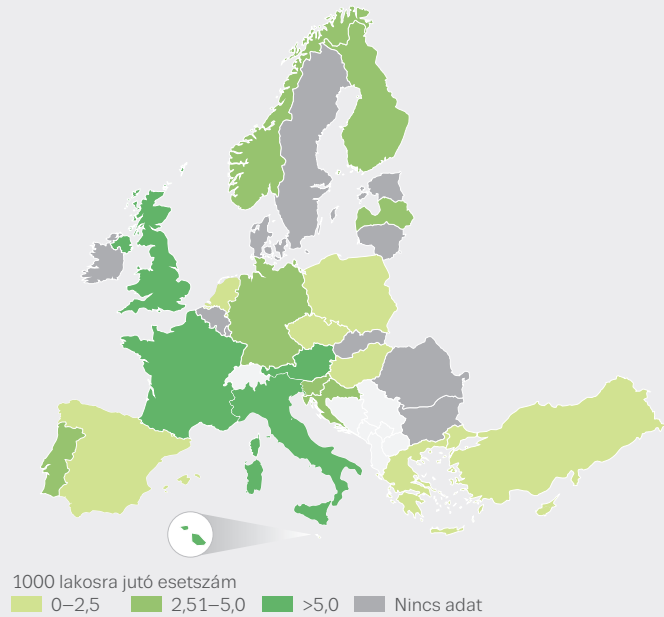 1000 lakosra jutó esetszám
0–2,5 2,51–5,0 >5,0 Nincs adat